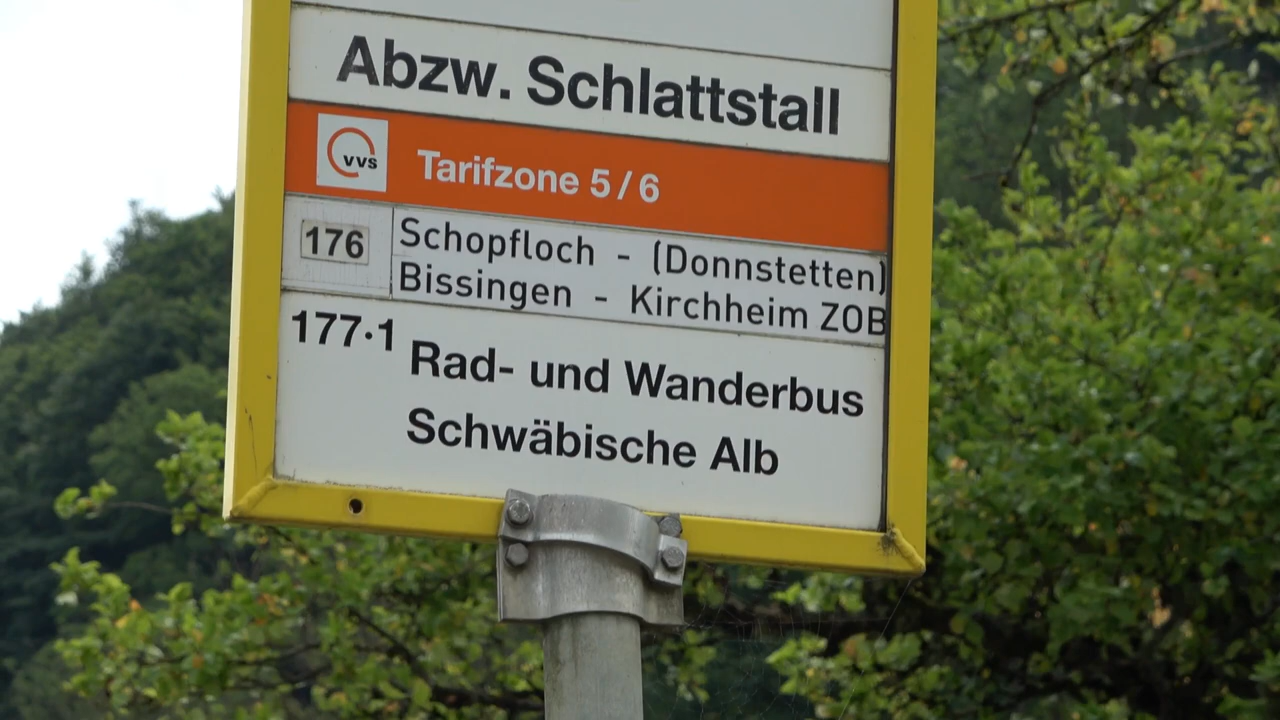 Abzw. Schlattstall
VVS
Tarifzone 5/6
176
Schopfloch - (Donnstetten)
Bissingen - Kirchheim ZOB
177·1
Rad- und Wanderbus
Schwäbische Alb